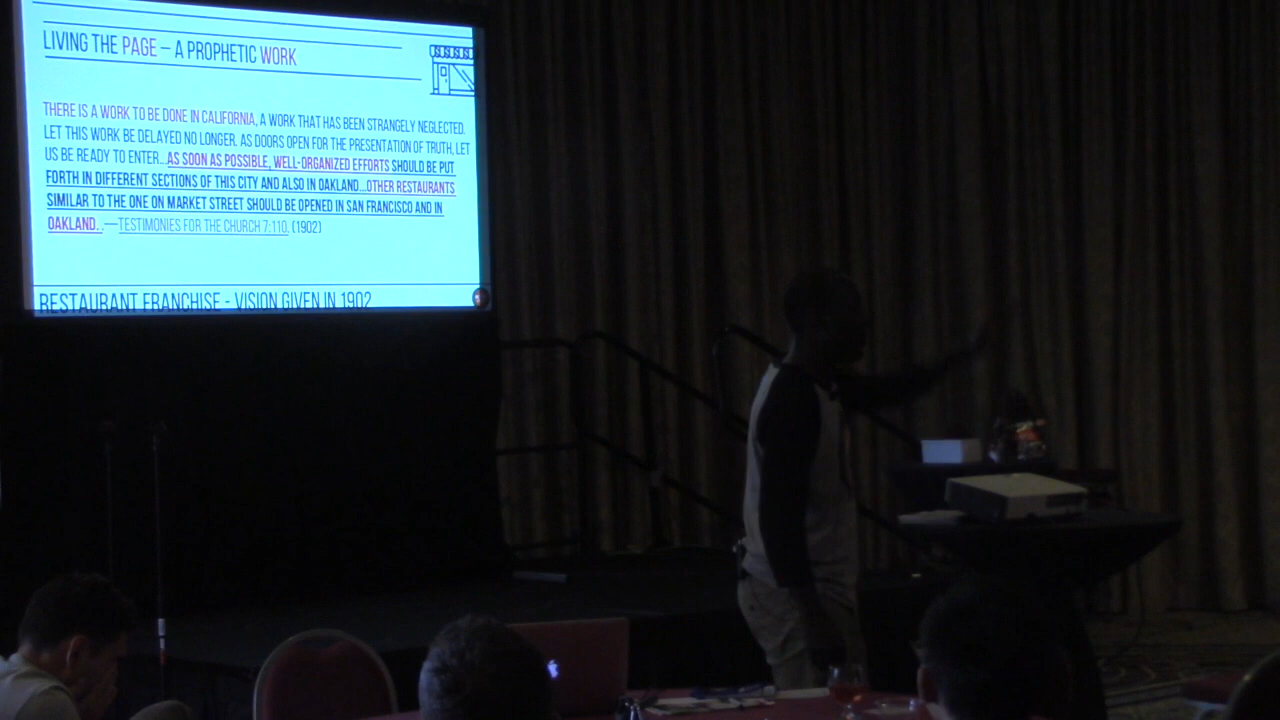 LIVING THE PAGE – A PROPHETIC WORK
THERE IS A WORK TO BE DONE IN CALIFORNIA, A WORK THAT HAS BEEN STRANGELY NEGLECTED.
LET THIS WORK BE DELAYED NO LONGER. AS DOORS OPEN FOR THE PRESENTATION OF TRUTH, LET
US BE READY TO ENTER...AS SOON AS POSSIBLE, WELL-ORGANIZED EFFORTS SHOULD BE PUT
FORTH IN DIFFERENT SECTIONS OF THIS CITY AND ALSO IN OAKLAND...OTHER RESTAURANTS
SIMILAR TO THE ONE ON MARKET STREET SHOULD BE OPENED IN SAN FRANCISCO AND IN
OAKLAND. .—TESTIMONIES FOR THE CHURCH 7:110, (1902)
RESTAURANT FRANCHISE - VISION GIVEN IN 1902